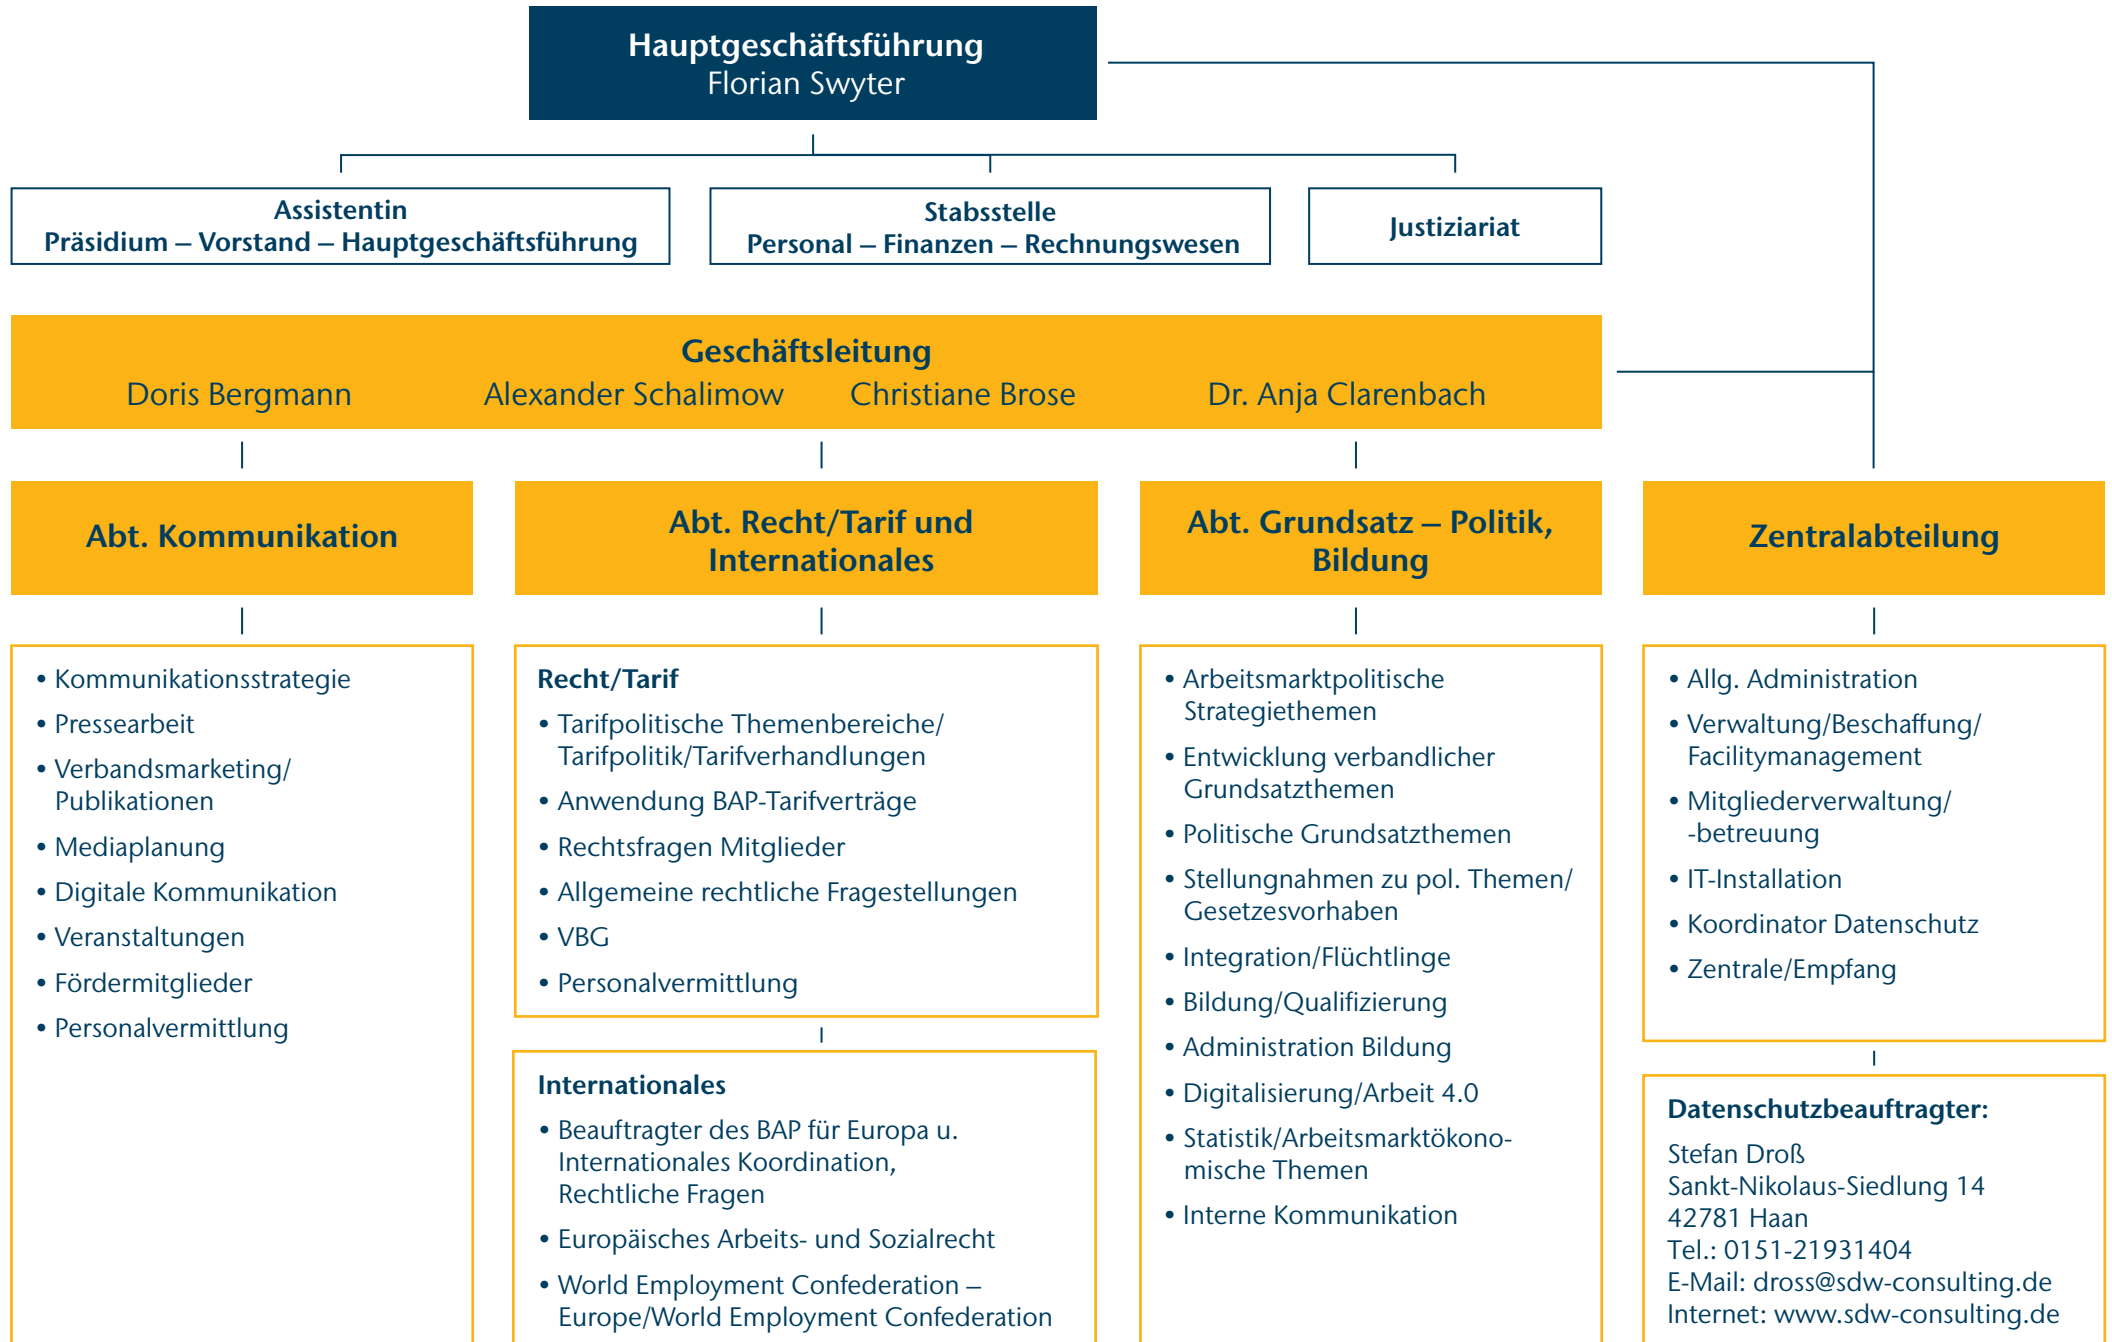 Hauptgeschäftsführung
Florian Swyter
Assistentin
Präsidium – Vorstand – Hauptgeschäftsführung
Stabsstelle
Personal – Finanzen – Rechnungswesen
Justiziariat
Geschäftsleitung
Doris Bergmann Alexander Schalimow Christiane Brose Dr. Anja Clarenbach
Abt. Kommunikation
• Kommunikationsstrategie
• Pressearbeit
• Verbandsmarketing/
Publikationen
• Mediaplanung
• Digitale Kommunikation
• Veranstaltungen
• Fördermitglieder
• Personalvermittlung
Abt. Recht/Tarif und
Internationales
Recht/Tarif
• Tarifpolitische Themenbereiche/
Tarifpolitik/Tarifverhandlungen
• Anwendung BAP-Tarifverträge
• Rechtsfragen Mitglieder
• Allgemeine rechtliche Fragestellungen
• VBG
• Personalvermittlung
Internationales
• Beauftragter des BAP für Europa u.
Internationales Koordination,
Rechtliche Fragen
• Europäisches Arbeits- und Sozialrecht
• World Employment Confederation –
Europe/World Employment Confederation
Abt. Grundsatz – Politik,
Bildung
• Arbeitsmarktpolitische
Strategiethemen
• Entwicklung verbandlicher
Grundsatzthemen
• Politische Grundsatzthemen
• Stellungnahmen zu pol. Themen/
Gesetzesvorhaben
• Integration/Flüchtlinge
• Bildung/Qualifizierung
• Administration Bildung
• Digitalisierung/Arbeit 4.0
• Statistik/Arbeitsmarktökono-
mische Themen
• Interne Kommunikation
Zentralabteilung
• Allg. Administration
• Verwaltung/Beschaffung/
Facilitymanagement
• Mitgliederverwaltung/
-betreuung
• IT-Installation
• Koordinator Datenschutz
• Zentrale/Empfang
Datenschutzbeauftragter:
Stefan Droß
Sankt-Nikolaus-Siedlung 14
42781 Haan
Tel.: 0151-21931404
E-Mail: dross@sdw-consulting.de
Internet: www.sdw-consulting.de